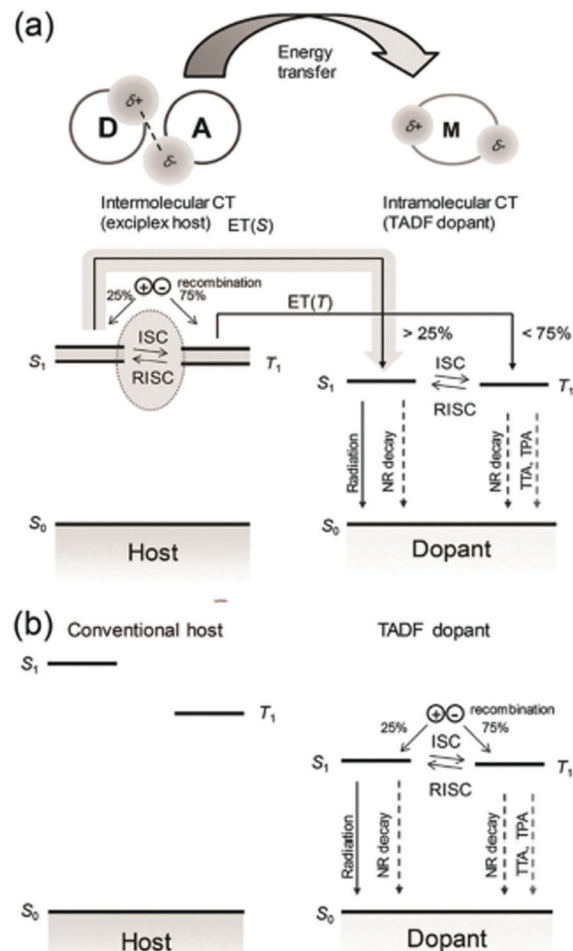 (a)
Energy
transfer
δ+
D
A
δ-
δ+
M
δ-
Intermolecular CT
(exciplex host)
ET(S)
Intramolecular CT
(TADF dopant)
25%
+ -
recombination
75%
ET(T)
> 25%
< 75%
ISC
RISC
S1
T1
S1
ISC
RISC
T1
Radiation
NR decay
NR decay
TTA, TPA
S0
Host
S0
Dopant
(b)
Conventional host
TADF dopant
S1
T1
+ -
recombination
25%
75%
ISC
RISC
S1
T1
Radiation
NR decay
NR decay
TTA, TPA
S0
Host
S0
Dopant